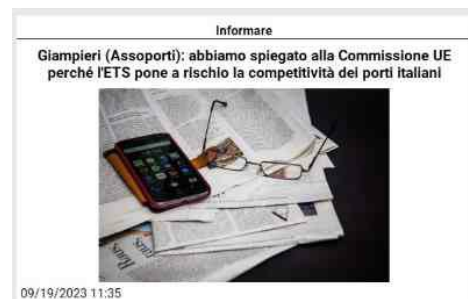 Informare
Giampieri (Assoporti): abbiamo spiegato alla Commissione UE
perché l'ETS pone a rischio la competitività dei porti italiani
09/19/2023 11:35